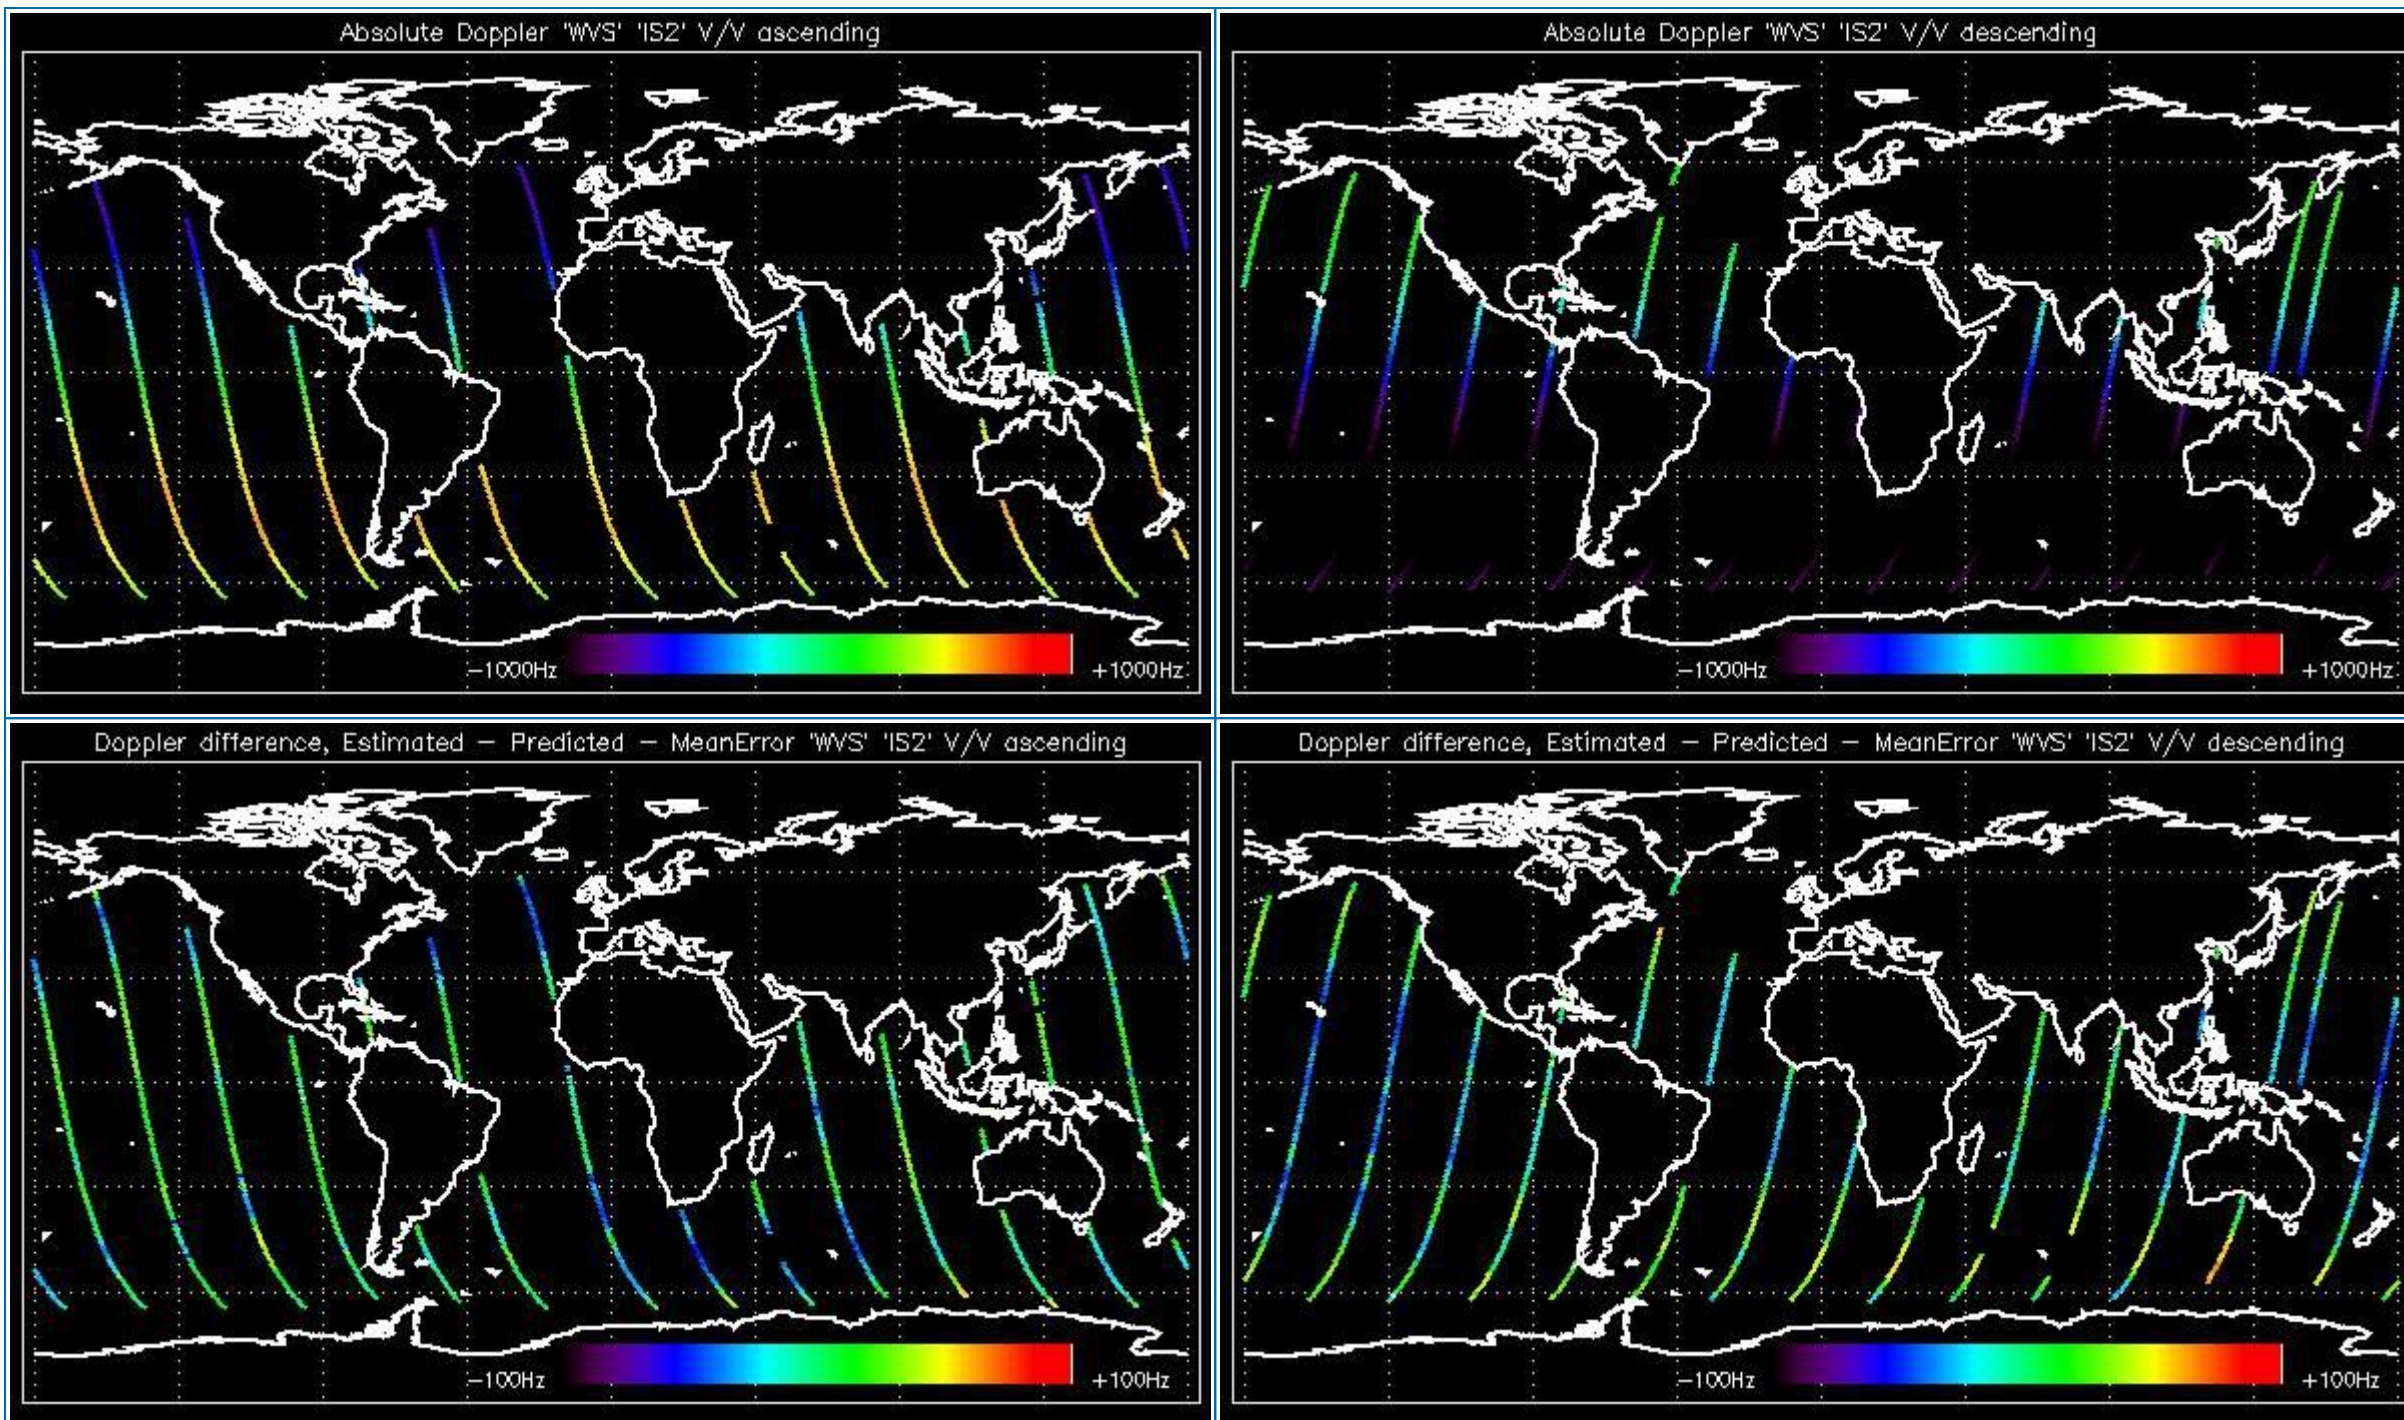 Absolute Doppler 'WVS' 'IS2' V/V ascending
-1000Hz
+1000Hz
Absolute Doppler 'WVS' 'IS2' V/V descending
-1000Hz
+1000Hz
Doppler difference, Estimated - Predicted - MeanError 'WVS' 'IS2' V/V ascending
-100Hz
+100Hz
Doppler difference, Estimated - Predicted - MeanError 'WVS' 'IS2' V/V descending
-100Hz
+100Hz